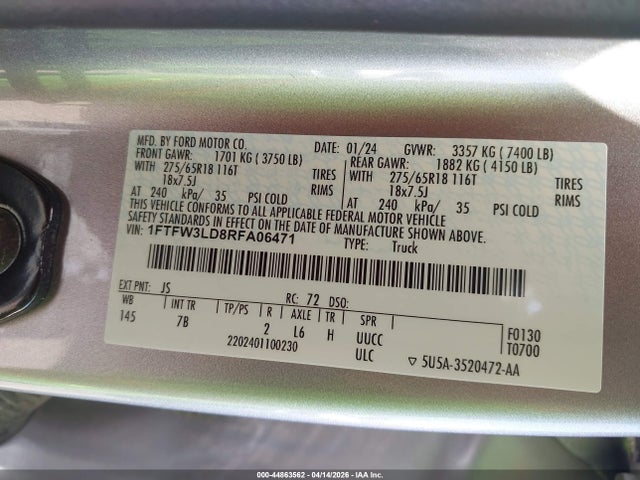 MFD. BY FORD MOTOR CO. DATE: 01/24 GVWR: 3357 KG ( 7400 LB)
FRONT GAWR: 1701 KG ( 3750 LB) REAR GAWR: 1882 KG ( 4150 LB)
WITH 275/65R18 116T TIRES WITH 275/65R18 116T TIRES
18x7.5J RIMS 18x7.5J RIMS
AT 240 kPa/ 35 PSI COLD AT 240 kPa/ 35 PSI COLD
THIS VEHICLE CONFORMS TO ALL APPLICABLE FEDERAL MOTOR VEHICLE
SAFETY STANDARDS IN EFFECT ON THE DATE OF MANUFACTURE SHOWN ABOVE.
VIN: 1FTFW3LD8RFA06471 TYPE: Truck
EXT PNT: JS RC: 72 DSO:
WB INT TR TP/PS R AXLE TR SPR
145 7B 2 L6 H UUCC F0130
2202401100230 ULC T0700
▽ 5U5A-3520472-AA
000-44863562 - 04/14/2026 - IAA Inc.